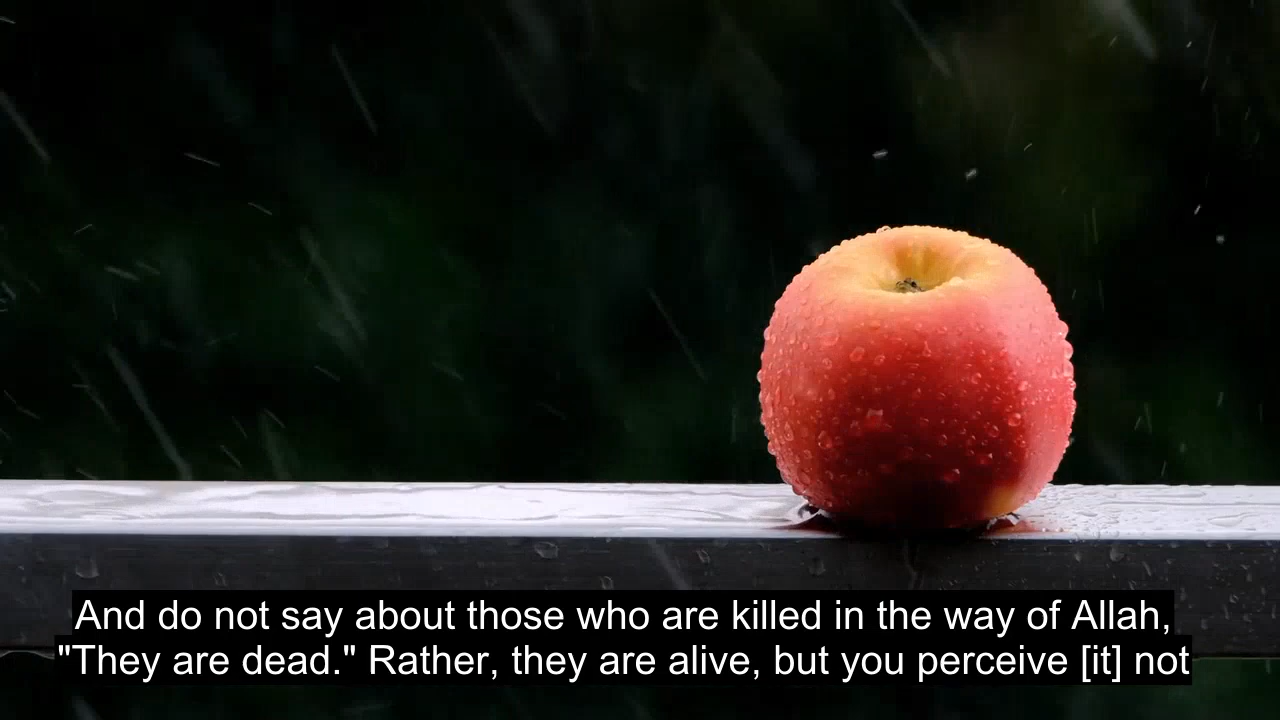 And do not say about those who are killed in the way of Allah,
"They are dead." Rather, they are alive, but you perceive [it] not